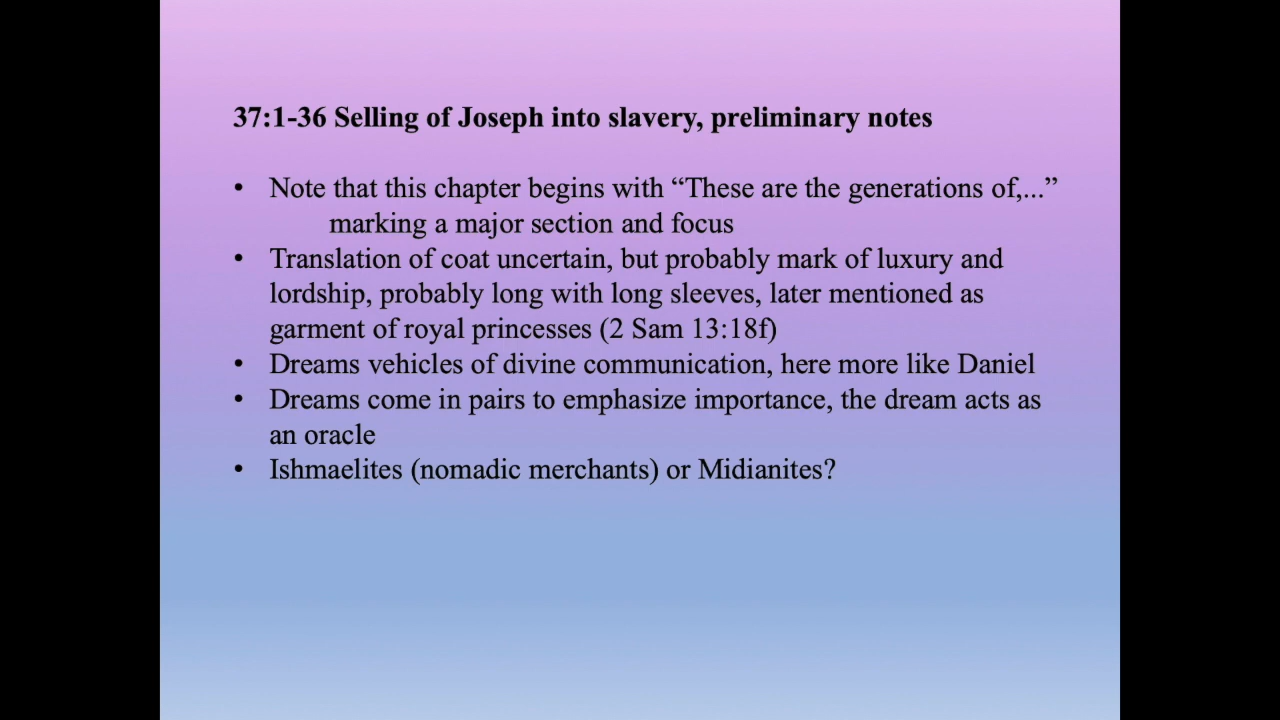 37:1-36 Selling of Joseph into slavery, preliminary notes
• Note that this chapter begins with “These are the generations of,...”
marking a major section and focus
• Translation of coat uncertain, but probably mark of luxury and
lordship, probably long with long sleeves, later mentioned as
garment of royal princesses (2 Sam 13:18f)
• Dreams vehicles of divine communication, here more like Daniel
• Dreams come in pairs to emphasize importance, the dream acts as
an oracle
• Ishmaelites (nomadic merchants) or Midianites?